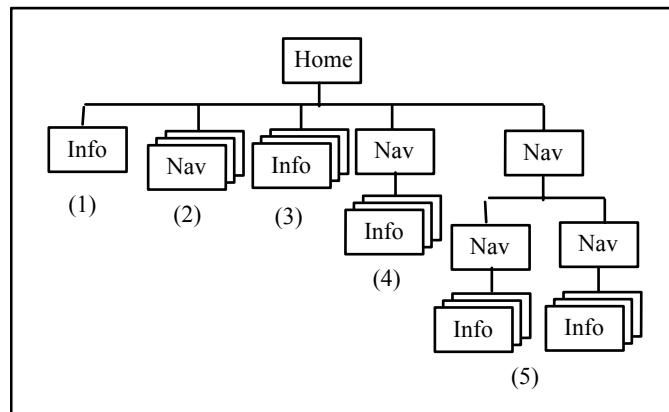 Home
Info
Nav
Info
Nav
Nav
(1)
(2)
(3)
Info
(4)
Nav
Nav
Info
Info
(5)